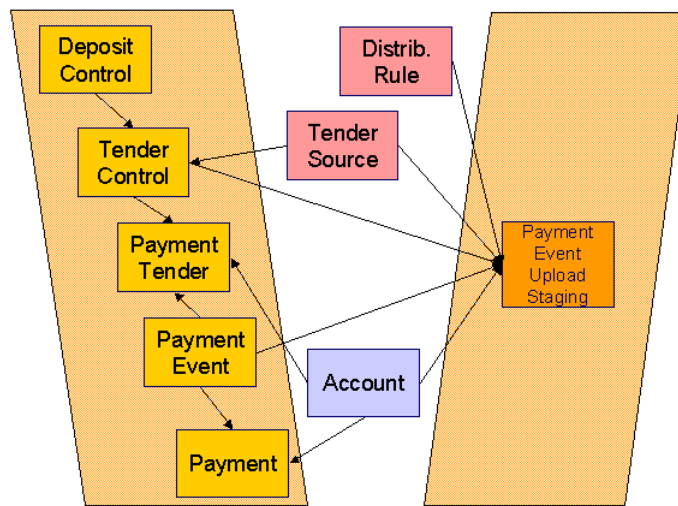 Deposit
Control
Distrib.
Rule
Tender
Source
Tender
Control
Payment
Tender
Payment
Event
Upload
Staging
Payment
Event
Account
Payment